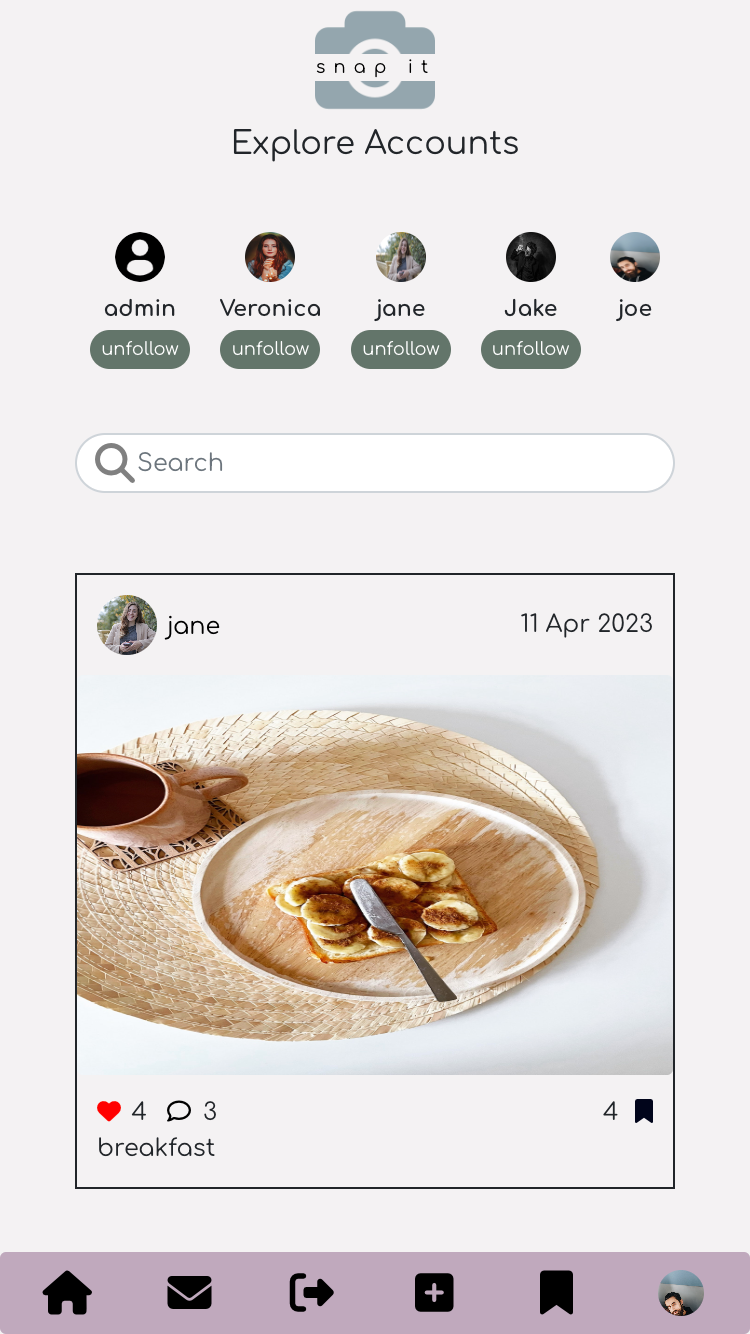 snap it
Explore Accounts
admin Veronica jane Jake joe
unfollow unfollow unfollow unfollow
Search
jane 11 Apr 2023
4 3 4
breakfast